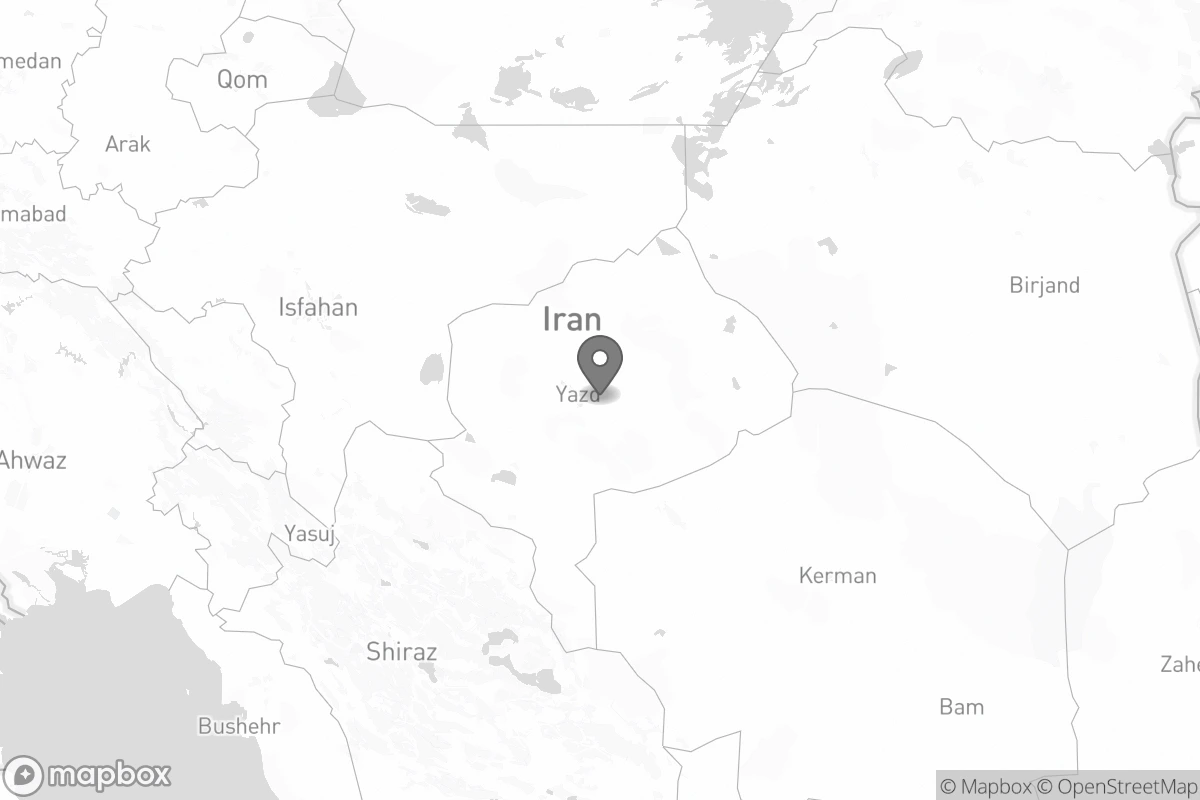 medan
Qom
Arak
mabad
Isfahan
Birjand
Iran
Yazd
Ahwaz
Yasuj
Kerman
Shiraz
Zahe
Bam
Bushehr
mapbox
© Mapbox © OpenStreetMap